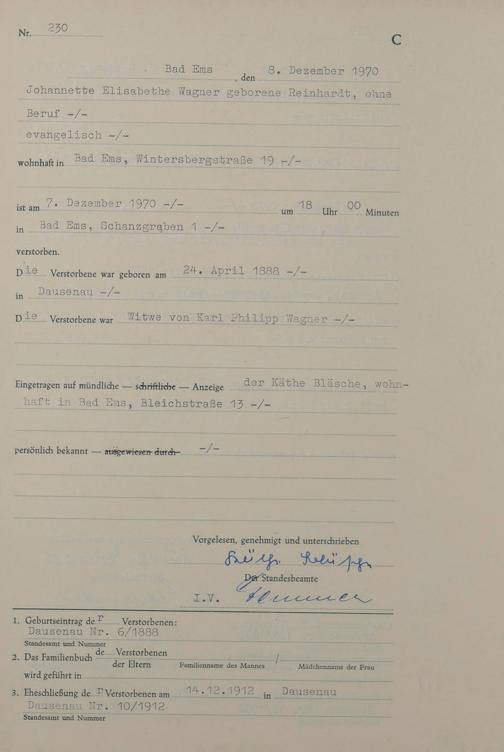 Nr. 230
C
Bad Ems, den 8. Dezember 1970
Johannette Elisabethe Wagner geborene Reinhardt, ohne
Beruf -/-
evangelisch -/-
wohnhaft in Bad Ems, Wintersbergstraße 19 -/-
ist am 7. Dezember 1970 -/- um 18 Uhr 00 Minuten
in Bad Ems, Schanzgraben 1 -/-
verstorben.
Die Verstorbene war geboren am 24. April 1888 -/-
in Dausenau -/-
Die Verstorbene war Witwe von Karl Philipp Wagner -/-
Eingetragen auf mündliche — schriftliche — Anzeige der Käthe Bläsche, wohn-
haft in Bad Ems, Bleichstraße 13 -/-
persönlich bekannt — ausgewiesen durch -/-
Vorgelesen, genehmigt und unterschrieben
Käthe Bläsche
Der Standesbeamte
I.V.
1. Geburtseintrag der Verstorbenen:
Dausenau Nr. 6/1888
Standesamt und Nummer
2. Das Familienbuch de Verstorbenen /
der Eltern Familienname des Mannes Mädchenname der Frau
wird geführt in
3. Eheschließung der Verstorbenen am 14.12.1912 in Dausenau
Dausenau Nr. 10/1912
Standesamt und Nummer